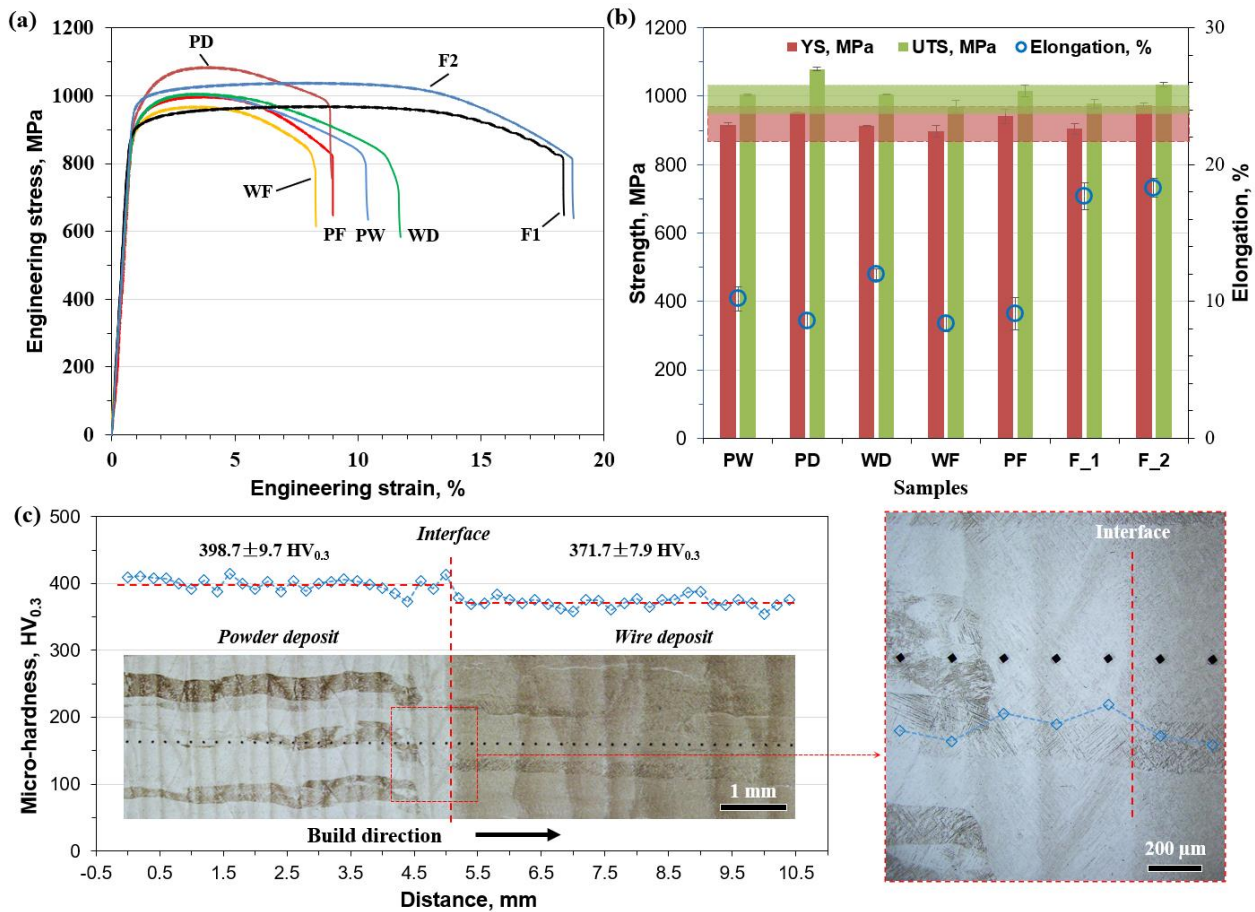 (a)
1200
1000
800
600
400
200
0
Engineering stress, MPa
PD
F2
WF
PF
PW
WD
F1
0
5
10
15
20
Engineering strain, %
(b)
YS, MPa
UTS, MPa
Elongation, %
1200
1000
800
600
400
200
0
Strength, MPa
30
20
10
0
Elongation, %
PW
PD
WD
WF
PF
F_1
F_2
Samples
(c)
500
400
300
200
100
0
Micro-hardness, HV0.3
398.7±9.7 HV0.3
Interface
371.7±7.9 HV0.3
Powder deposit
Wire deposit
1 mm
Build direction
-0.5
0.5
1.5
2.5
3.5
4.5
5.5
6.5
7.5
8.5
9.5
10.5
Distance, mm
Interface
200 μm